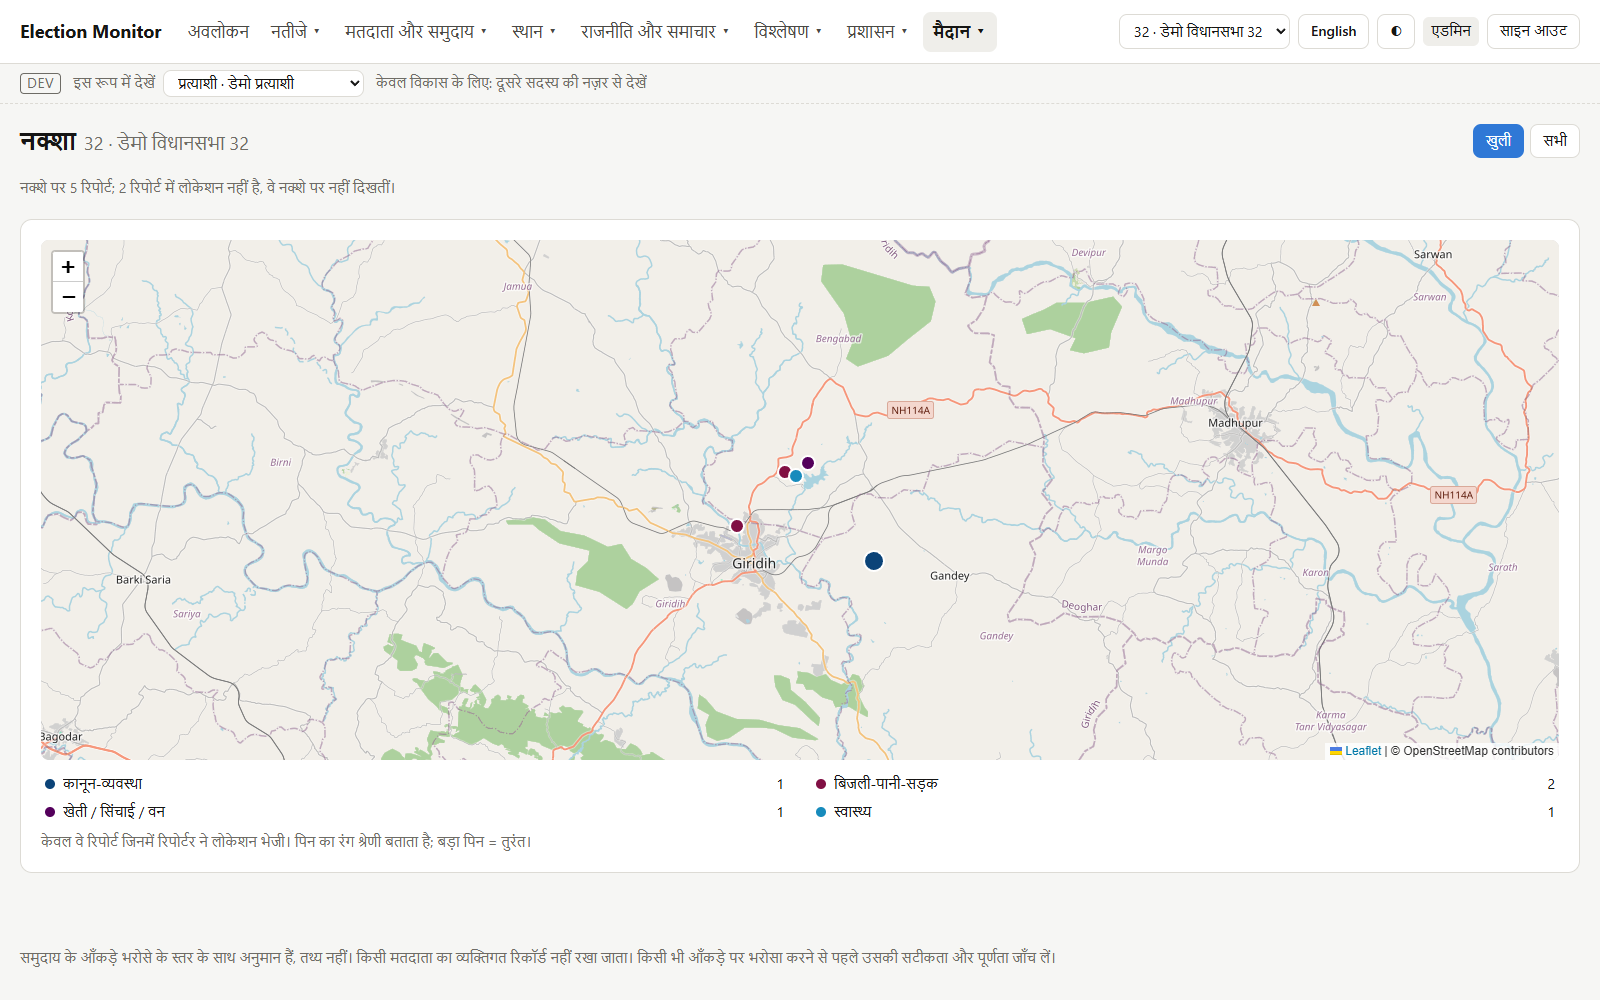 Election Monitor अवलोकन नतीजे ▾ मतदाता और समुदाय ▾ स्थान ▾ राजनीति और समाचार ▾ विश्लेषण ▾ प्रशासन ▾ मैदान ▾ 32 · डेमो विधानसभा 32 English एडमिन साइन आउट
DEV इस रूप में देखें प्रत्याशी · डेमो प्रत्याशी केवल विकास के लिए: दूसरे सदस्य की नज़र से देखें
नक्शा 32 · डेमो विधानसभा 32 खुली सभी
नक्शे पर 5 रिपोर्ट; 2 रिपोर्ट में लोकेशन नहीं है, वे नक्शे पर नहीं दिखतीं।
+
−
Devipur
Sarwan
Jamua
Sarwan
Bengabad
Madhupur
NH114A
Madhupur
Birni
NH114A
Margo
Munda
Giridih
Sarath
Karon
Gandey
Barki Saria
Giridih
Deoghar
Sariya
Gandey
Giridih
Karma
Tanr Vidyasagar
Bagodar
Leaflet | © OpenStreetMap contributors
कानून-व्यवस्था 1 बिजली-पानी-सड़क 2
खेती / सिंचाई / वन 1 स्वास्थ्य 1
केवल वे रिपोर्ट जिनमें रिपोर्टर ने लोकेशन भेजी। पिन का रंग श्रेणी बताता है; बड़ा पिन = तुरंत।
समुदाय के आँकड़े भरोसे के स्तर के साथ अनुमान हैं, तथ्य नहीं। किसी मतदाता का व्यक्तिगत रिकॉर्ड नहीं रखा जाता। किसी भी आँकड़े पर भरोसा करने से पहले उसकी सटीकता और पूर्णता जाँच लें।